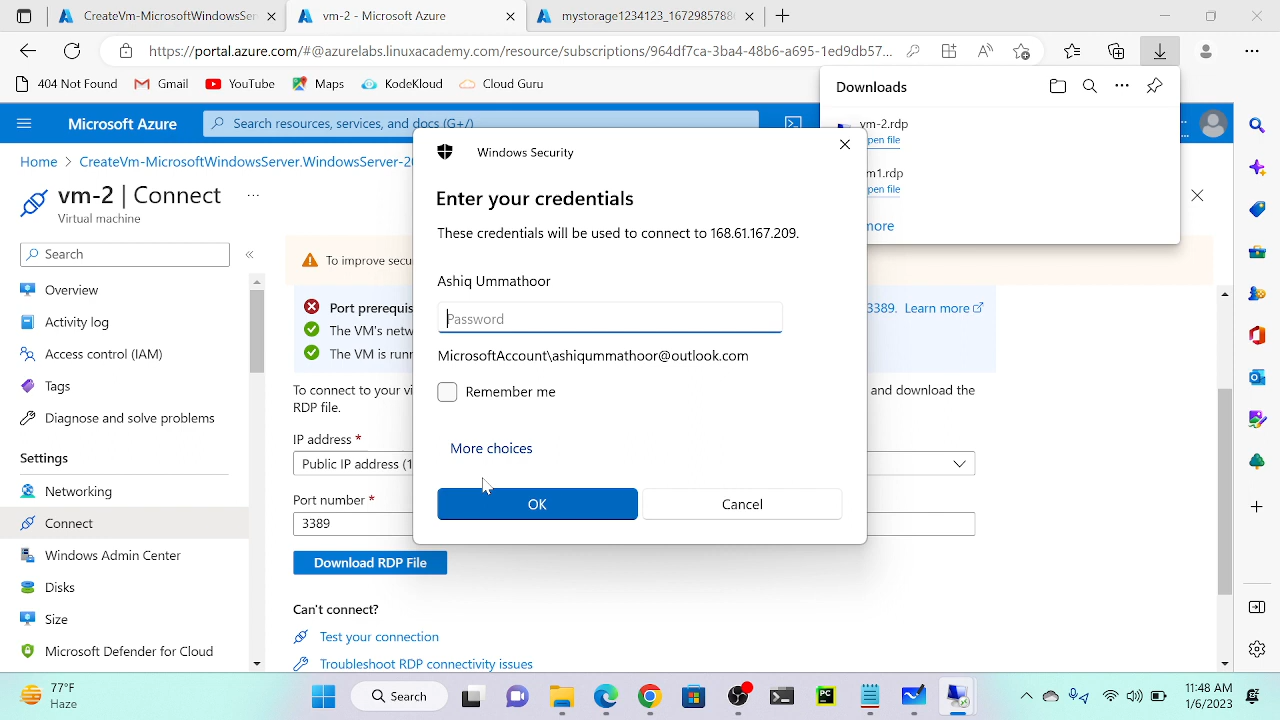 CreateVm-MicrosoftWindowsSer
vm-2 - Microsoft Azure
mystorage1234123_1672985788
https://portal.azure.com/#@azurelabs.linuxacademy.com/resource/subscriptions/964df7ca-3ba4-48b6-a695-1ed9db57...
404 Not Found
Gmail
YouTube
Maps
KodeKloud
Cloud Guru
Downloads
vm-2.rdp
pen file
m1.rdp
pen file
more
Microsoft Azure
Search resources, services, and docs (G+/)
Home > CreateVm-MicrosoftWindowsServer.WindowsServer-20
vm-2 | Connect ...
Virtual machine
Search
Overview
Activity log
Access control (IAM)
Tags
Diagnose and solve problems
Settings
Networking
Connect
Windows Admin Center
Disks
Size
Microsoft Defender for Cloud
To improve secu
Port prerequis
3389. Learn more
The VM's netw
The VM is runr
To connect to your vi
and download the
RDP file.
IP address *
Public IP address (1
Port number *
3389
Download RDP File
Can't connect?
Test your connection
Troubleshoot RDP connectivity issues
Windows Security
Enter your credentials
These credentials will be used to connect to 168.61.167.209.
Ashiq Ummathoor
Password
MicrosoftAccount\ashiqummathoor@outlook.com
Remember me
More choices
OK
Cancel
77°F
Haze
Search
11:48 AM
1/6/2023